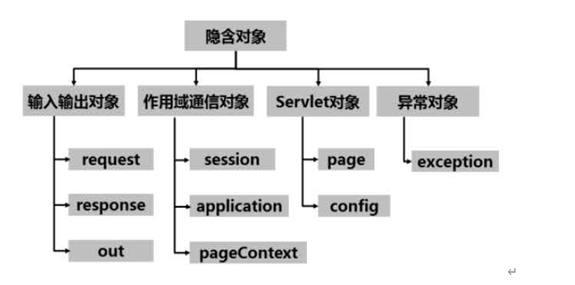 隐含对象
输入输出对象
作用域通信对象
Servlet对象
异常对象
request
session
page
exception
response
application
config
out
pageContext